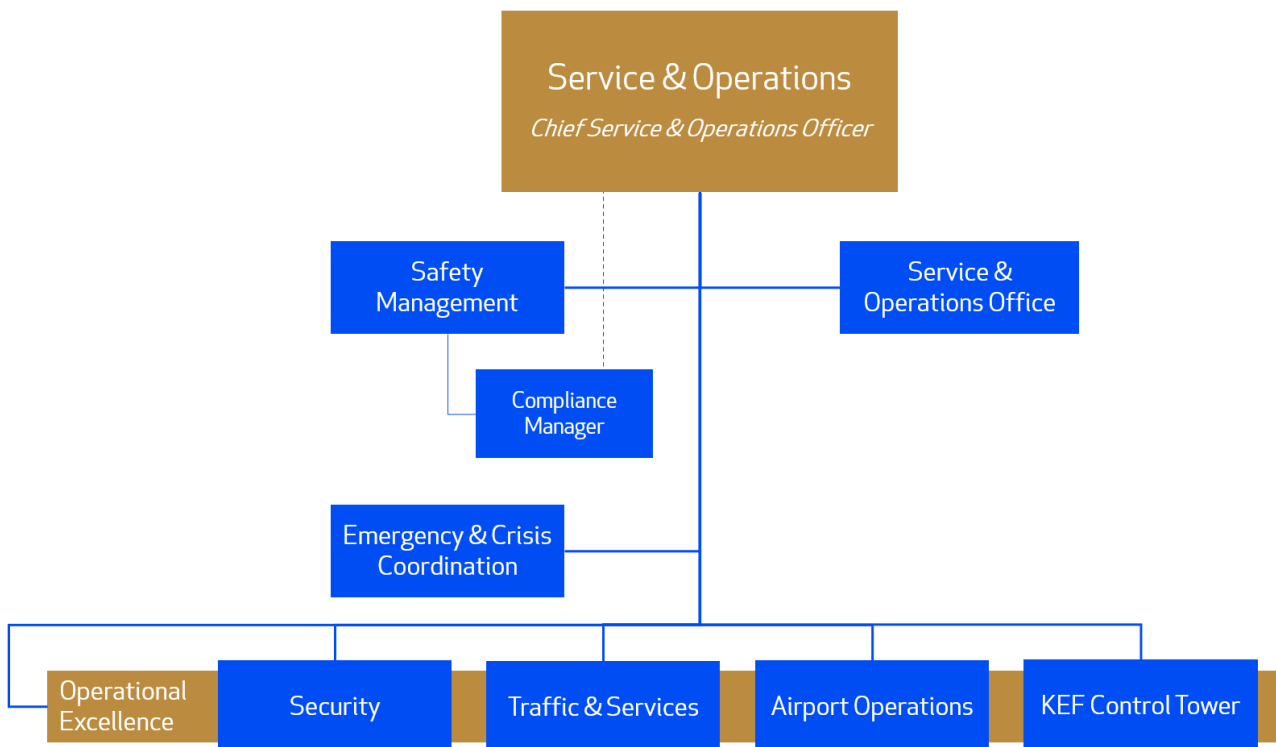 Service & Operations
Chief Service & Operations Officer
Safety
Management
Service &
Operations Office
Compliance
Manager
Emergency & Crisis
Coordination
Operational
Excellence
Security
Traffic & Services
Airport Operations
KEF Control Tower